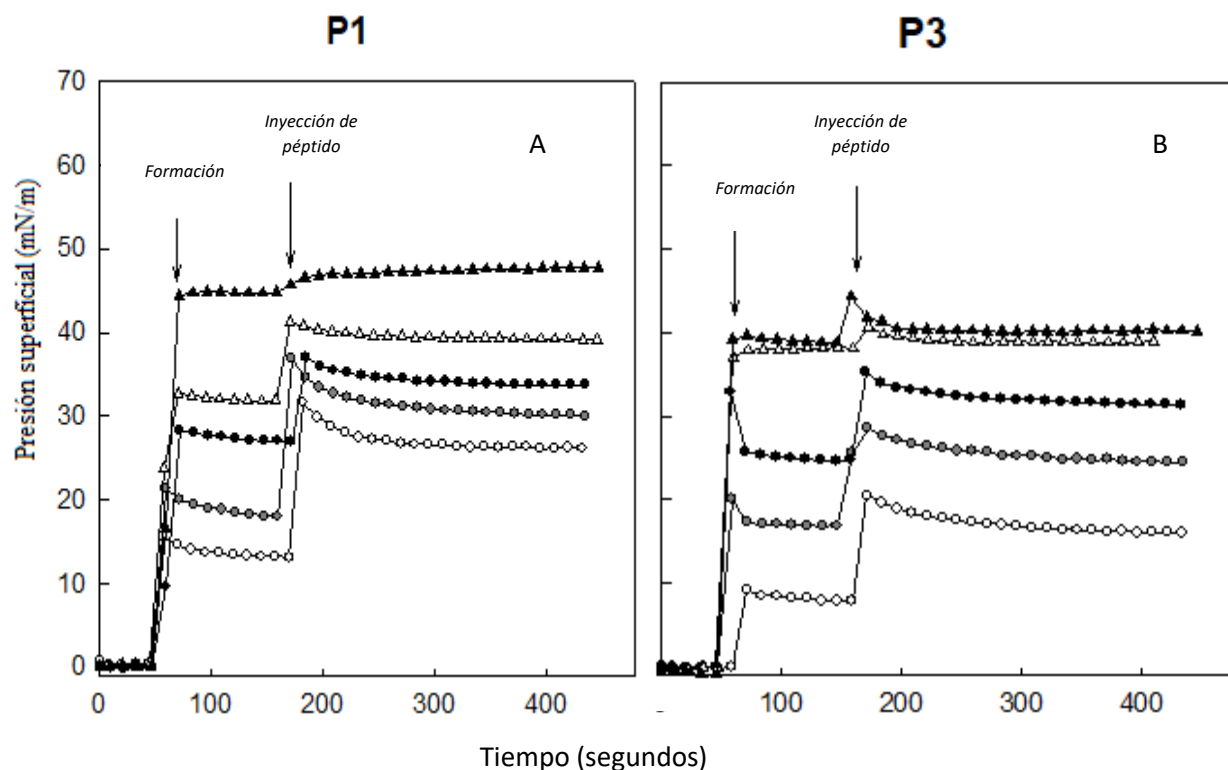 P1
P3
70
60
50
40
30
20
10
0
Presión superficial (mN/m)
Formación
Inyección de
péptido
A
Formación
Inyección de
péptido
B
0
100
200
300
400
100
200
300
400
Tiempo (segundos)